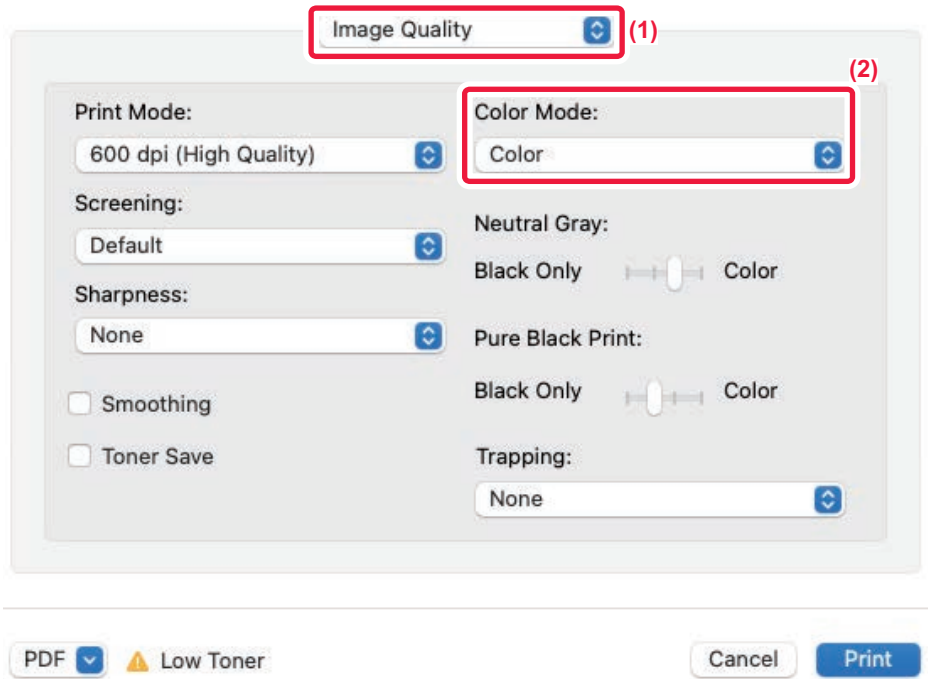 Image Quality
(1)
(2)
Print Mode:
600 dpi (High Quality)
Screening:
Default
Sharpness:
None
Smoothing
Toner Save
Color Mode:
Color
Neutral Gray:
Black Only Color
Pure Black Print:
Black Only Color
Trapping:
None
PDF Low Toner Cancel Print